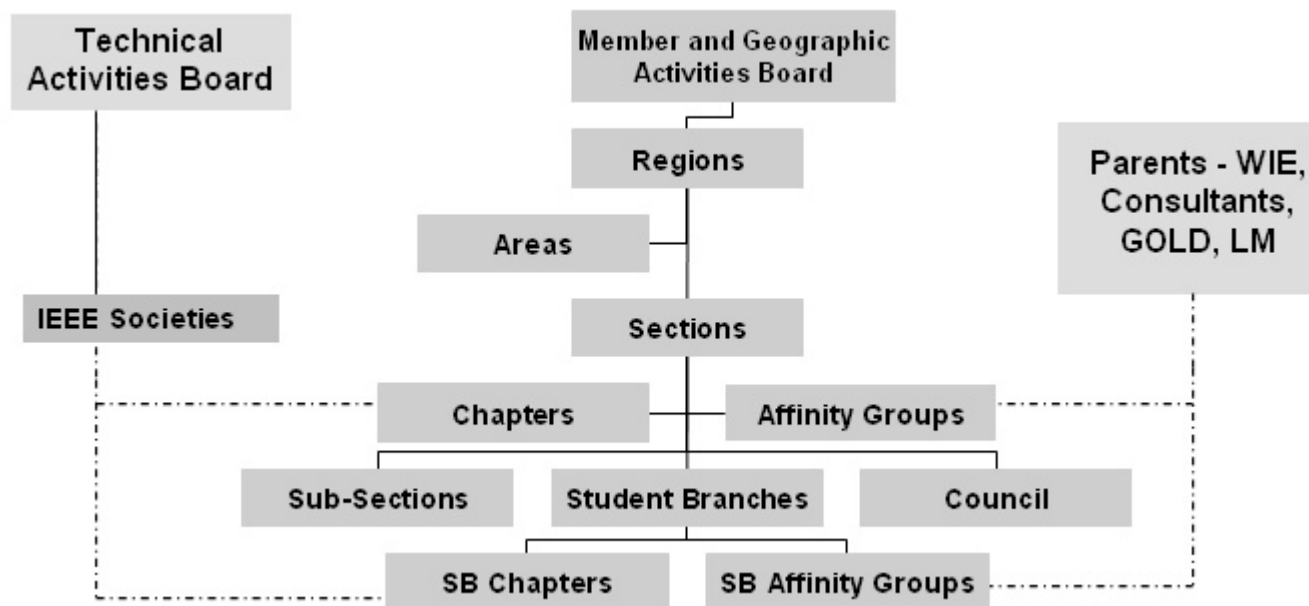 Technical
Activities Board
Member and Geographic
Activities Board
Regions
Parents - WIE,
Consultants,
GOLD, LM
Areas
IEEE Societies
Sections
Chapters
Affinity Groups
Sub-Sections
Student Branches
Council
SB Chapters
SB Affinity Groups